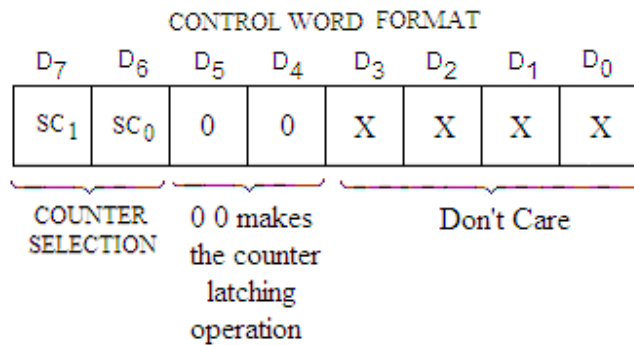 CONTROL WORD FORMAT
D7 D6 D5 D4 D3 D2 D1 D0
SC1 SC0 0 0 X X X X
COUNTER
SELECTION
0 0 makes
the counter
latching
operation
Don't Care